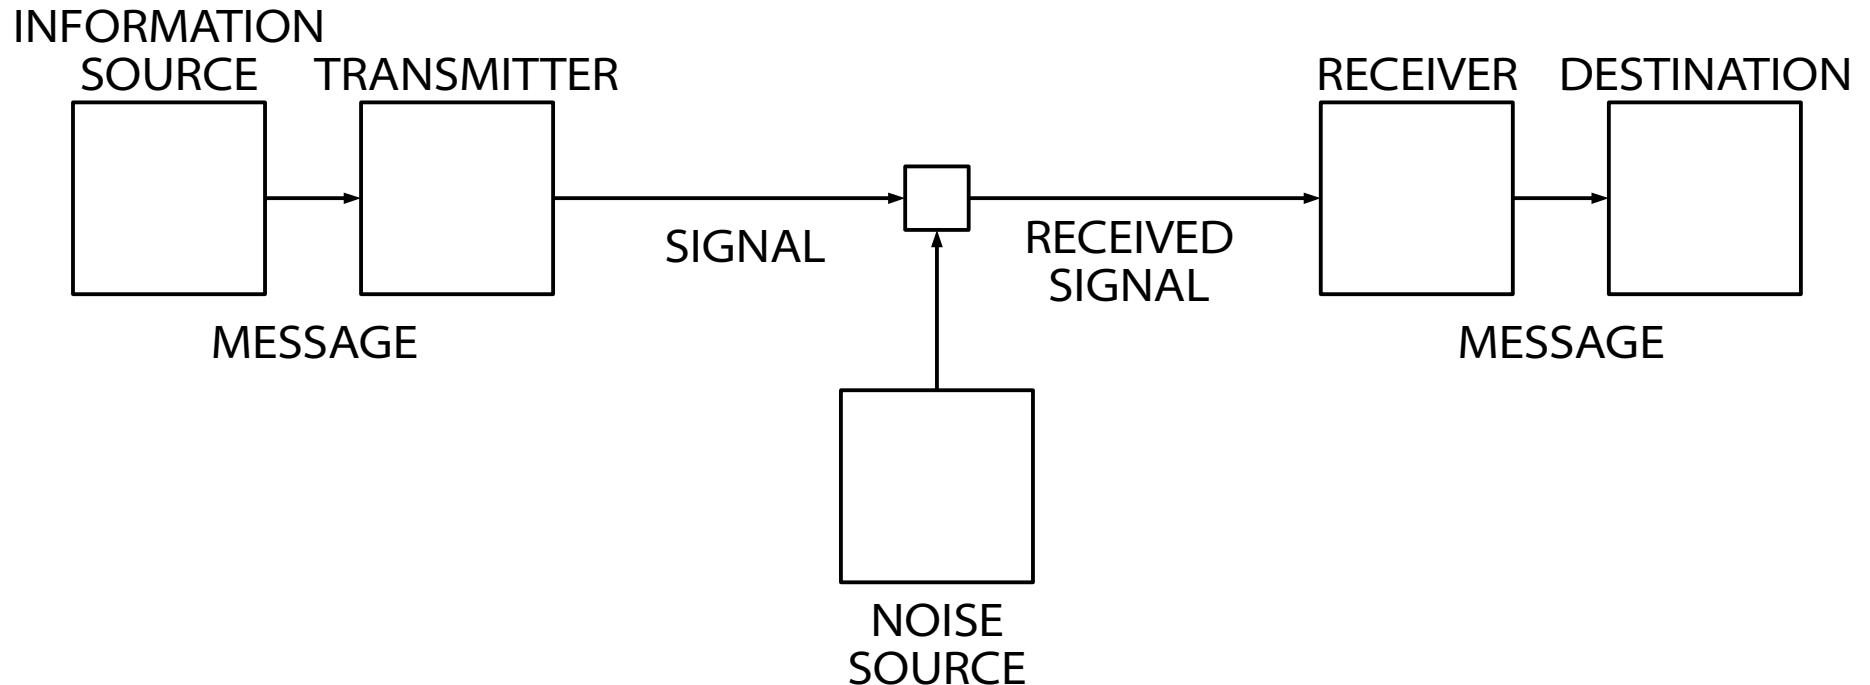 INFORMATION
SOURCE
TRANSMITTER
RECEIVER
DESTINATION
SIGNAL
RECEIVED
SIGNAL
MESSAGE
MESSAGE
NOISE
SOURCE